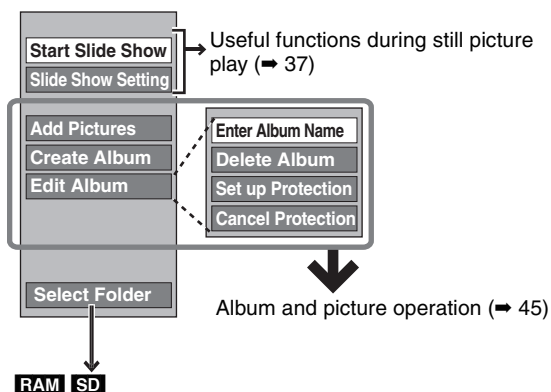 Start Slide Show
Slide Show Setting
Useful functions during still picture
play (➡ 37)
Add Pictures
Create Album
Edit Album
Enter Album Name
Delete Album
Set up Protection
Cancel Protection
Select Folder
Album and picture operation (➡ 45)
RAM SD